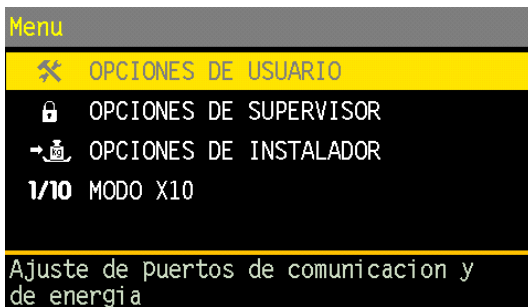 Menu
OPCIONES DE USUARIO
OPCIONES DE SUPERVISOR
kg OPCIONES DE INSTALADOR
1/10 MODO X10
Ajuste de puertos de comunicacion y
de energia